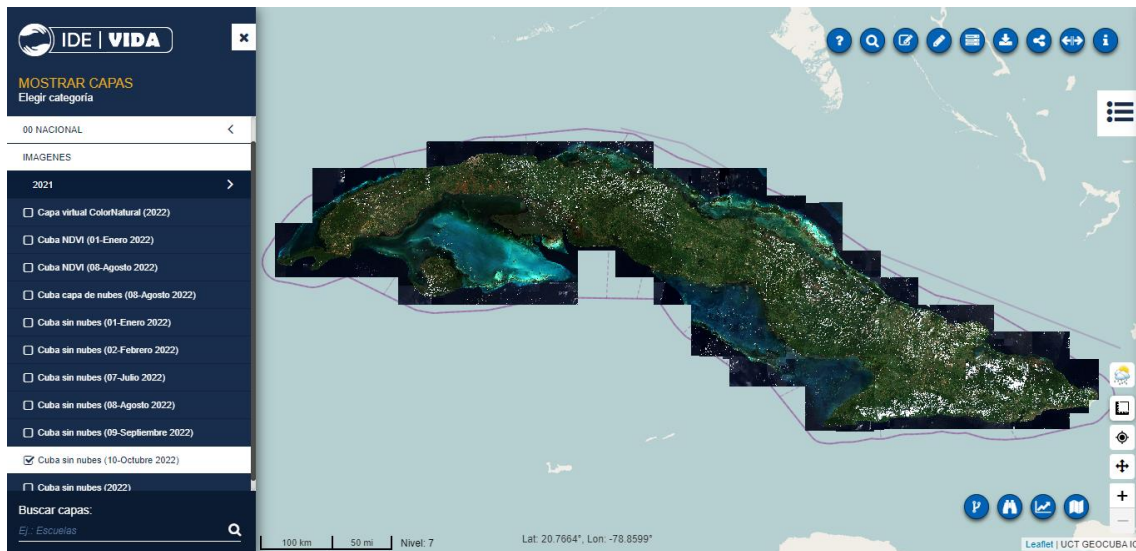 IDE | VIDA
MOSTRAR CAPAS
Elegir categoría
00 NACIONAL
IMAGENES
2021
Capa virtual ColorNatural (2022)
Cuba NDVI (01-Enero 2022)
Cuba NDVI (08-Agosto 2022)
Cuba capa de nubes (08-Agosto 2022)
Cuba sin nubes (01-Enero 2022)
Cuba sin nubes (02-Febrero 2022)
Cuba sin nubes (07-Julio 2022)
Cuba sin nubes (08-Agosto 2022)
Cuba sin nubes (09-Septiembre 2022)
Cuba sin nubes (10-Octubre 2022)
Cuba sin nubes (2022)
Buscar capas:
Ej.: Escuelas
100 km
50 mi
Nivel: 7
Lat: 20.7664°, Lon: -78.8599°
Leaflet | UCT GEOCUBA IC